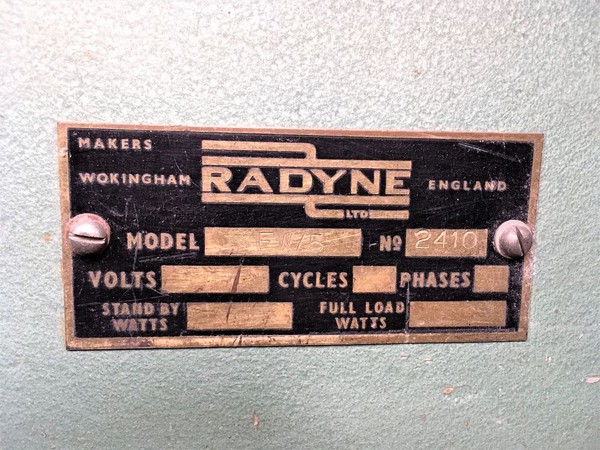 MAKERS
WOKINGHAM RADYNE ENGLAND
LTD
MODEL Nº 2410
VOLTS CYCLES PHASES
STAND BY WATTS FULL LOAD WATTS